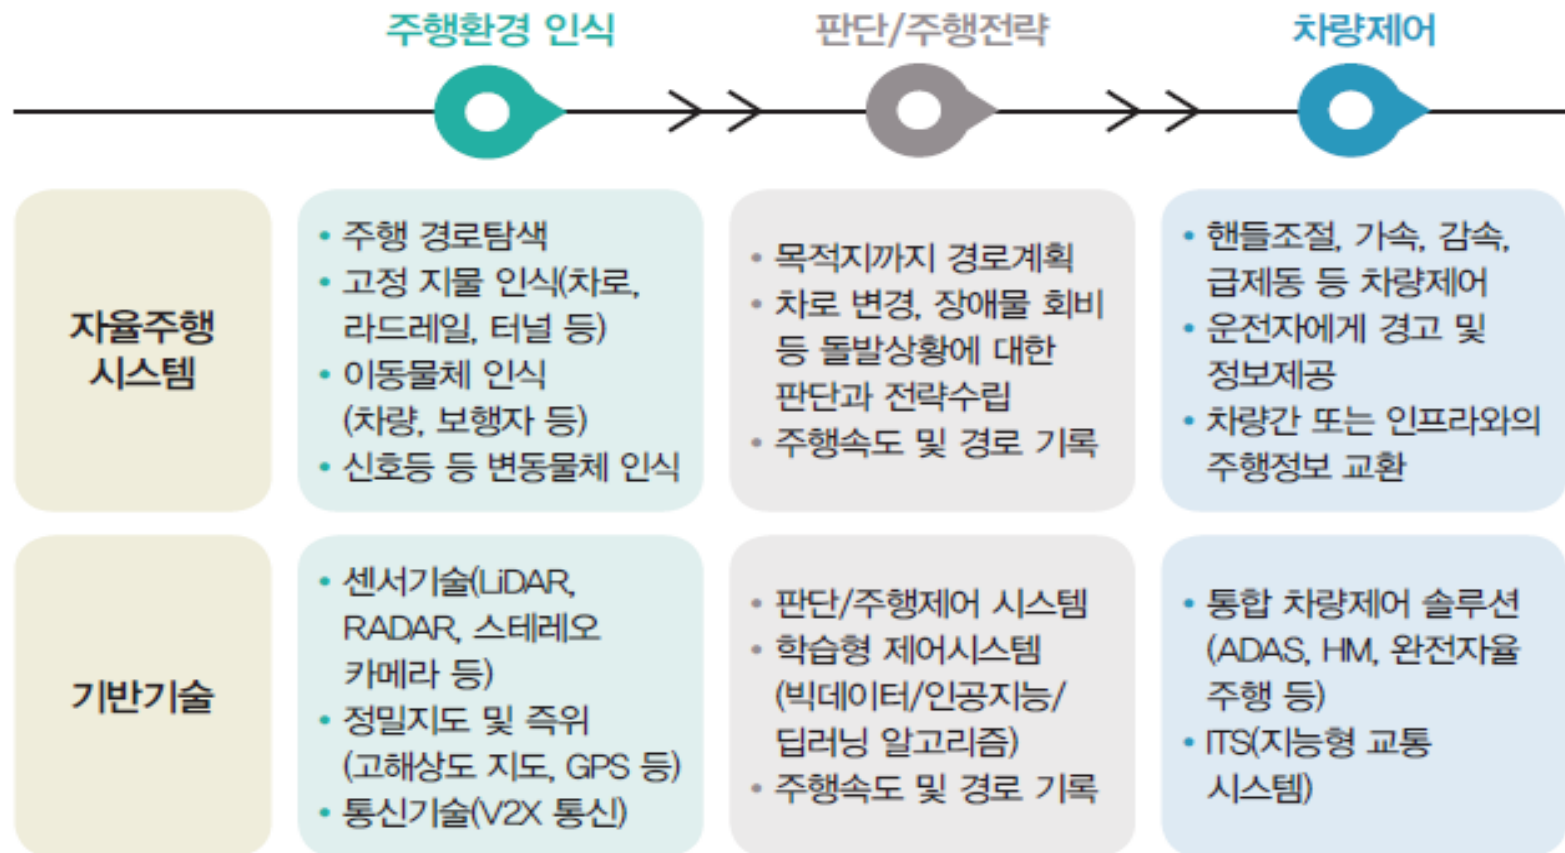 주행환경 인식
판단/주행전략
차량제어
자율주행
시스템
• 주행 경로탐색
• 고정 지물 인식(차로,
라드레일, 터널 등)
• 이동물체 인식
(차량, 보행자 등)
• 신호등 등 변동물체 인식
• 목적지까지 경로계획
• 차로 변경, 장애물 회비
등 돌발상황에 대한
판단과 전략수립
• 주행속도 및 경로 기록
• 핸들조절, 가속, 감속,
급제동 등 차량제어
• 운전자에게 경고 및
정보제공
• 차량간 또는 인프라와의
주행정보 교환
기반기술
• 센서기술(LiDAR,
RADAR, 스테레오
카메라 등)
• 정밀지도 및 즉위
(고해상도 지도, GPS 등)
• 통신기술(V2X 통신)
• 판단/주행제어 시스템
• 학습형 제어시스템
(빅데이터/인공지능/
딥러닝 알고리즘)
• 주행속도 및 경로 기록
• 통합 차량제어 솔루션
(ADAS, HM, 완전자율
주행 등)
• ITS(지능형 교통
시스템)